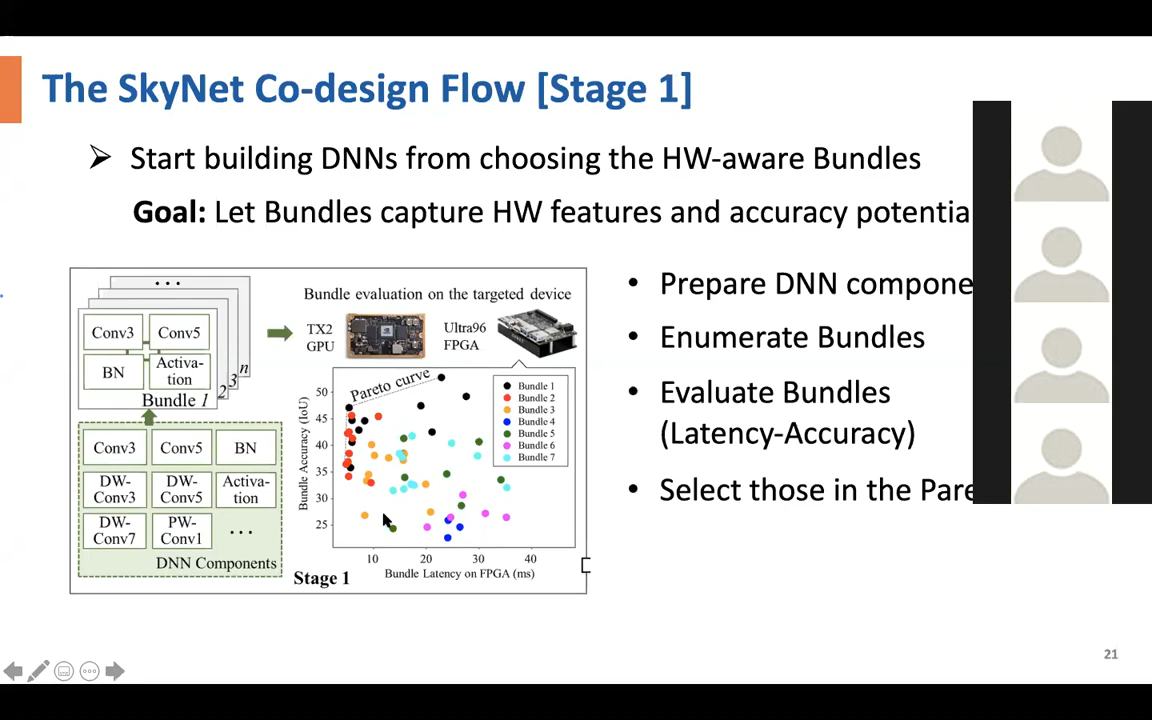 The SkyNet Co-design Flow [Stage 1]
Start building DNNs from choosing the HW-aware Bundles
Goal: Let Bundles capture HW features and accuracy potentia
• • •
Conv3 Conv5
BN Activa-
tion
Bundle 1 2 3 n
Conv3 Conv5 BN
DW-
Conv3
DW-
Conv5
Activa-
tion
DW-
Conv7
PW-
Conv1
• • •
DNN Components
Bundle evaluation on the targeted device
TX2
GPU
Ultra96
FPGA
Pareto curve
Bundle 1
Bundle 2
Bundle 3
Bundle 4
Bundle 5
Bundle 6
Bundle 7
Bundle Accuracy (IoU)
50
45
40
35
30
25
10 20 30 40
Bundle Latency on FPGA (ms)
Stage 1
• Prepare DNN compone
• Enumerate Bundles
• Evaluate Bundles
(Latency-Accuracy)
• Select those in the Pare
21